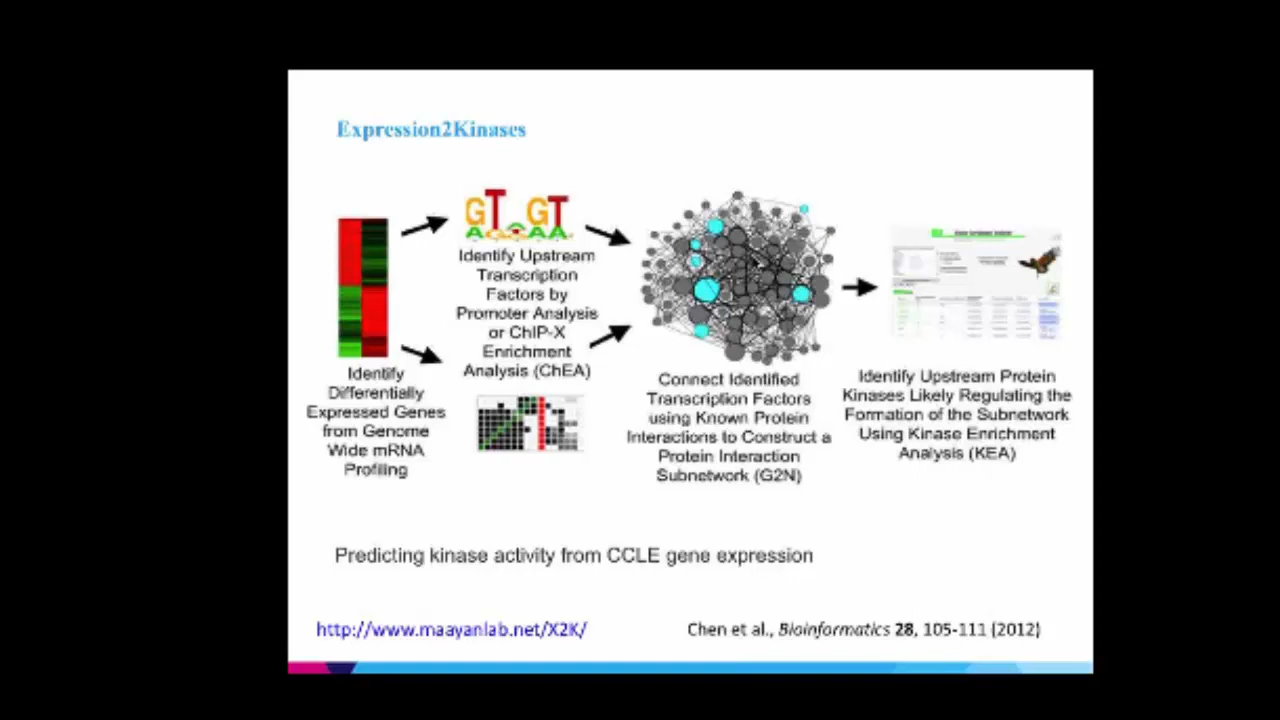 Expression2Kinases
GT GT
A AA
Identify Upstream
Transcription
Factors by
Promoter Analysis
or ChIP-X
Enrichment
Analysis (ChEA)
Identify
Differentially
Expressed Genes
from Genome
Wide mRNA
Profiling
Connect Identified
Transcription Factors
using Known Protein
Interactions to Construct a
Protein Interaction
Subnetwork (G2N)
Identify Upstream Protein
Kinases Likely Regulating the
Formation of the Subnetwork
Using Kinase Enrichment
Analysis (KEA)
Predicting kinase activity from CCLE gene expression
http://www.maayanlab.net/X2K/
Chen et al., Bioinformatics 28, 105-111 (2012)